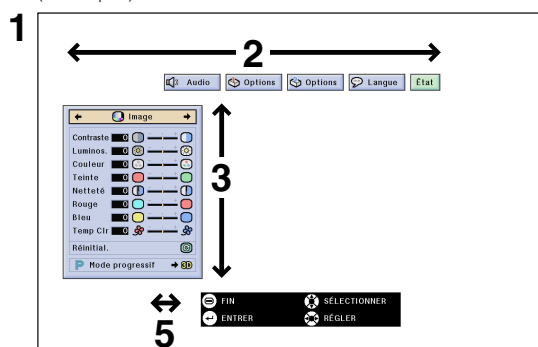 1
2
Audio Options Options Langue État
Image
3
Contraste 0
Luminos. 0
Couleur 0
Teinte 0
Netteté 0
Rouge 0
Bleu 0
Temp Clr 0
Réinitial.
P Mode progressif 3D
5
FIN SÉLECTIONNER
ENTRER RÉGLER